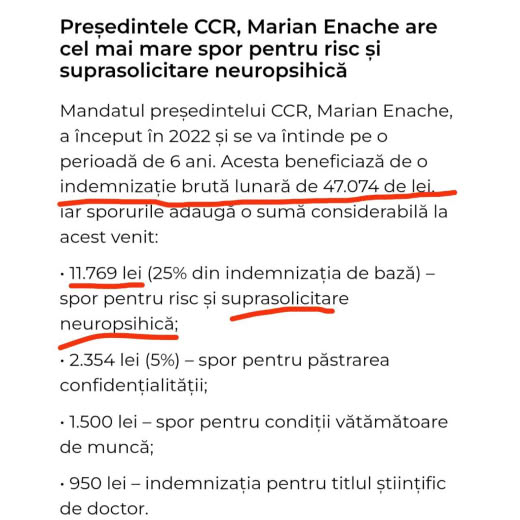 Președintele CCR, Marian Enache are
cel mai mare spor pentru risc și
suprasolicitare neuropsihică
Mandatul președintelui CCR, Marian Enache,
a început în 2022 și se va întinde pe o
perioadă de 6 ani. Acesta beneficiază de o
indemnizație brută lunară de 47.074 de lei.
Iar sporurile adaugă o sumă considerabilă la
acest venit:
• 11.769 lei (25% din indemnizația de bază) –
spor pentru risc și suprasolicitare
neuropsihică;
• 2.354 lei (5%) – spor pentru păstrarea
confidențialității;
• 1.500 lei – spor pentru condiții vătămătoare
de muncă;
• 950 lei – indemnizația pentru titlul științific
de doctor.